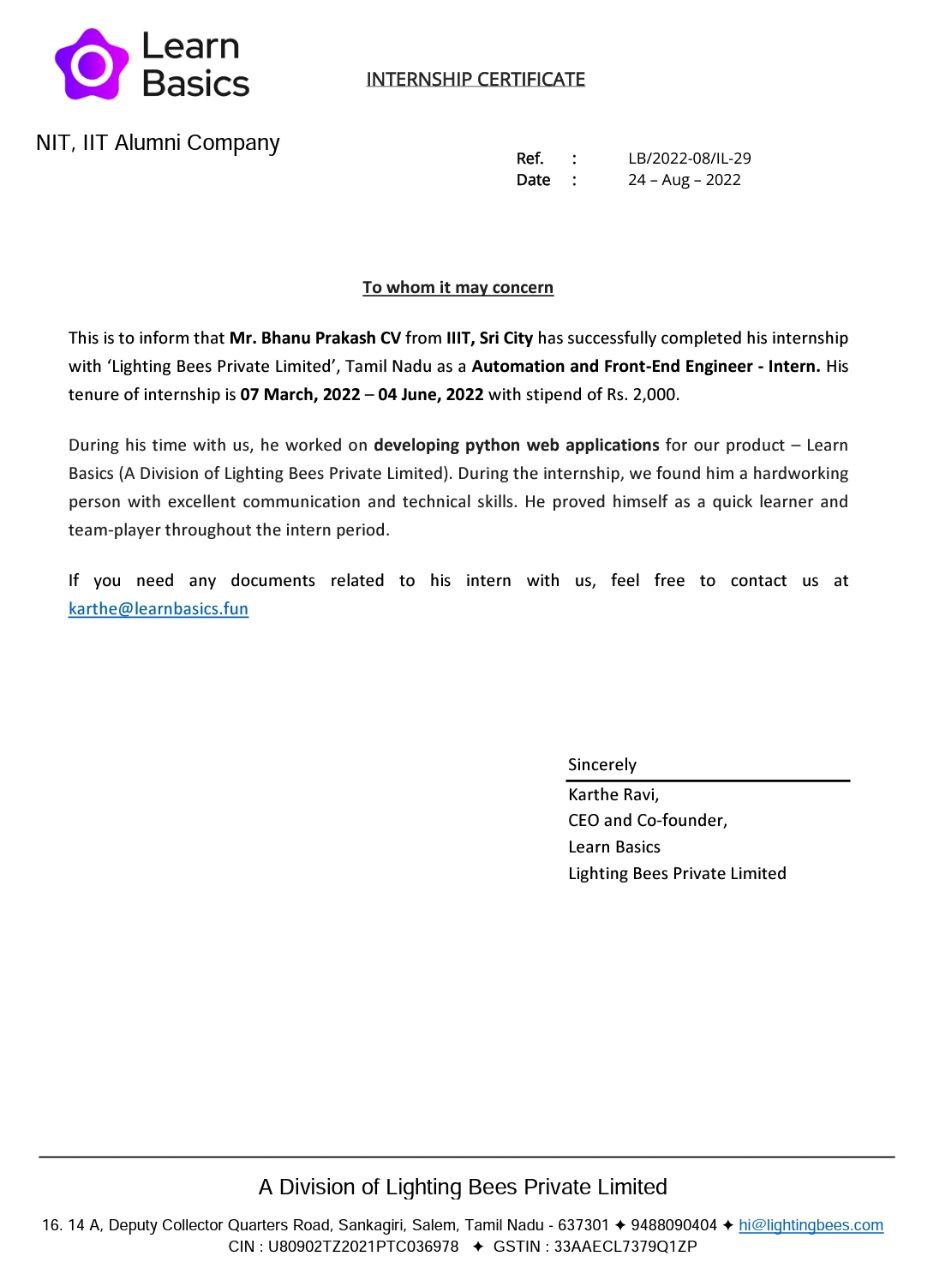 Learn
Basics
INTERNSHIP CERTIFICATE
NIT, IIT Alumni Company
Ref. : LB/2022-08/IL-29
Date : 24 – Aug – 2022
To whom it may concern
This is to inform that Mr. Bhanu Prakash CV from IIIT, Sri City has successfully completed his internship
with ‘Lighting Bees Private Limited’, Tamil Nadu as a Automation and Front-End Engineer - Intern. His
tenure of internship is 07 March, 2022 – 04 June, 2022 with stipend of Rs. 2,000.
During his time with us, he worked on developing python web applications for our product – Learn
Basics (A Division of Lighting Bees Private Limited). During the internship, we found him a hardworking
person with excellent communication and technical skills. He proved himself as a quick learner and
team-player throughout the intern period.
If you need any documents related to his intern with us, feel free to contact us at
karthe@learnbasics.fun
Sincerely
Karthe Ravi,
CEO and Co-founder,
Learn Basics
Lighting Bees Private Limited
A Division of Lighting Bees Private Limited
16. 14 A, Deputy Collector Quarters Road, Sankagiri, Salem, Tamil Nadu - 637301 ✦ 9488090404 ✦ hi@lightingbees.com
CIN : U80902TZ2021PTC036978 ✦ GSTIN : 33AAECL7379Q1ZP